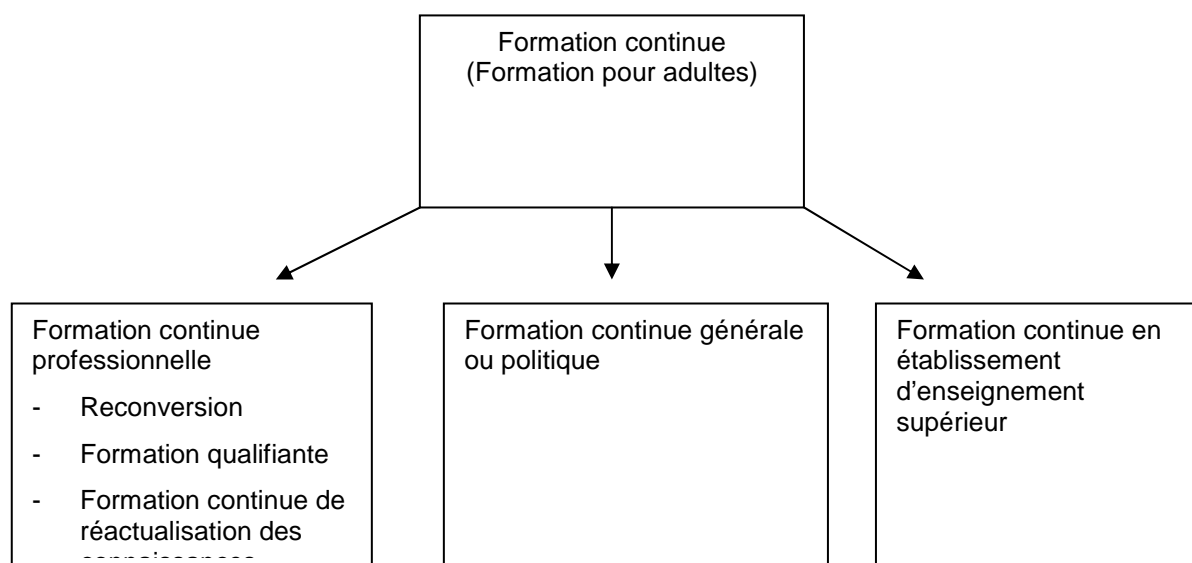 Formation continue
(Formation pour adultes)
Formation continue
professionnelle
- Reconversion
- Formation qualifiante
- Formation continue de
réactualisation des
Formation continue générale
ou politique
Formation continue en
établissement
d’enseignement
supérieur